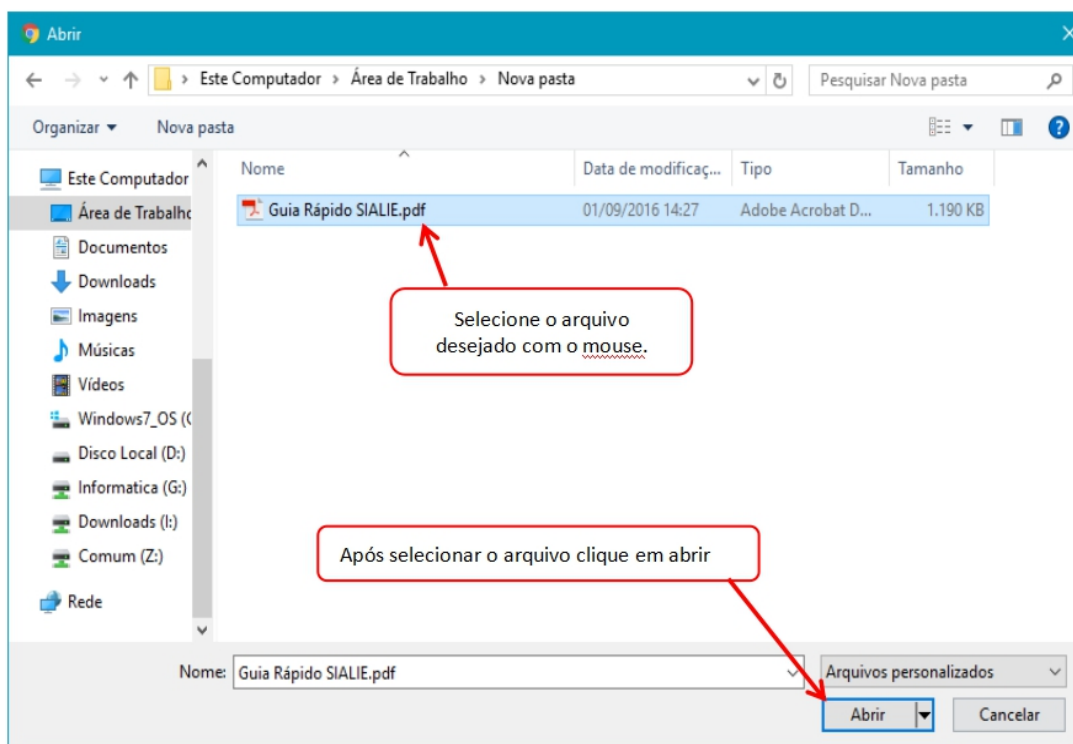 Abrir
Este Computador > Área de Trabalho > Nova pasta
Pesquisar Nova pasta
Organizar
Nova pasta
Nome
Data de modificaç...
Tipo
Tamanho
Guia Rápido SIALIE.pdf
01/09/2016 14:27
Adobe Acrobat D...
1.190 KB
Este Computador
Área de Trabalho
Documentos
Downloads
Imagens
Músicas
Vídeos
Windows7_OS (C
Disco Local (D:)
Informatica (G:)
Downloads (I:)
Comum (Z:)
Rede
Selecione o arquivo
desejado com o mouse.
Após selecionar o arquivo clique em abrir
Nome: Guia Rápido SIALIE.pdf
Arquivos personalizados
Abrir
Cancelar